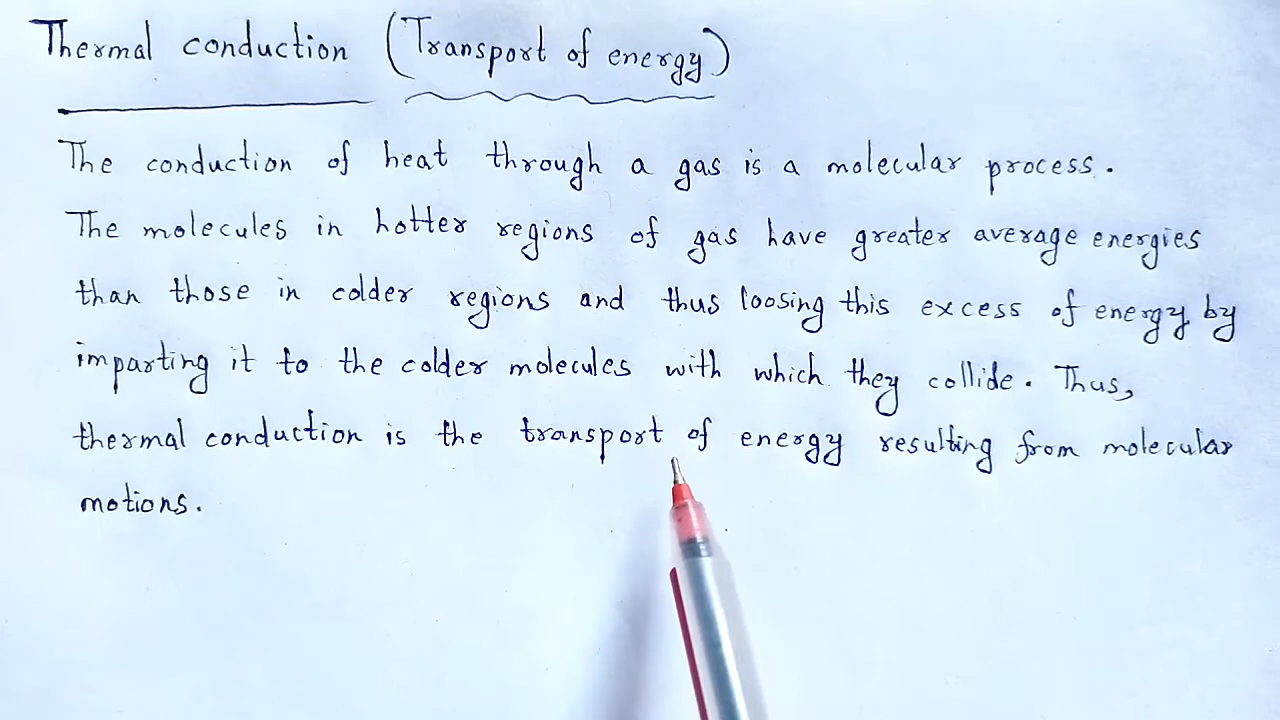 Thermal conduction (Transport of energy)
The conduction of heat through a gas is a molecular process.
The molecules in hotter regions of gas have greater average energies
than those in colder regions and thus loosing this excess of energy by
imparting it to the colder molecules with which they collide. Thus,
thermal conduction is the transport of energy resulting from molecular
motions.